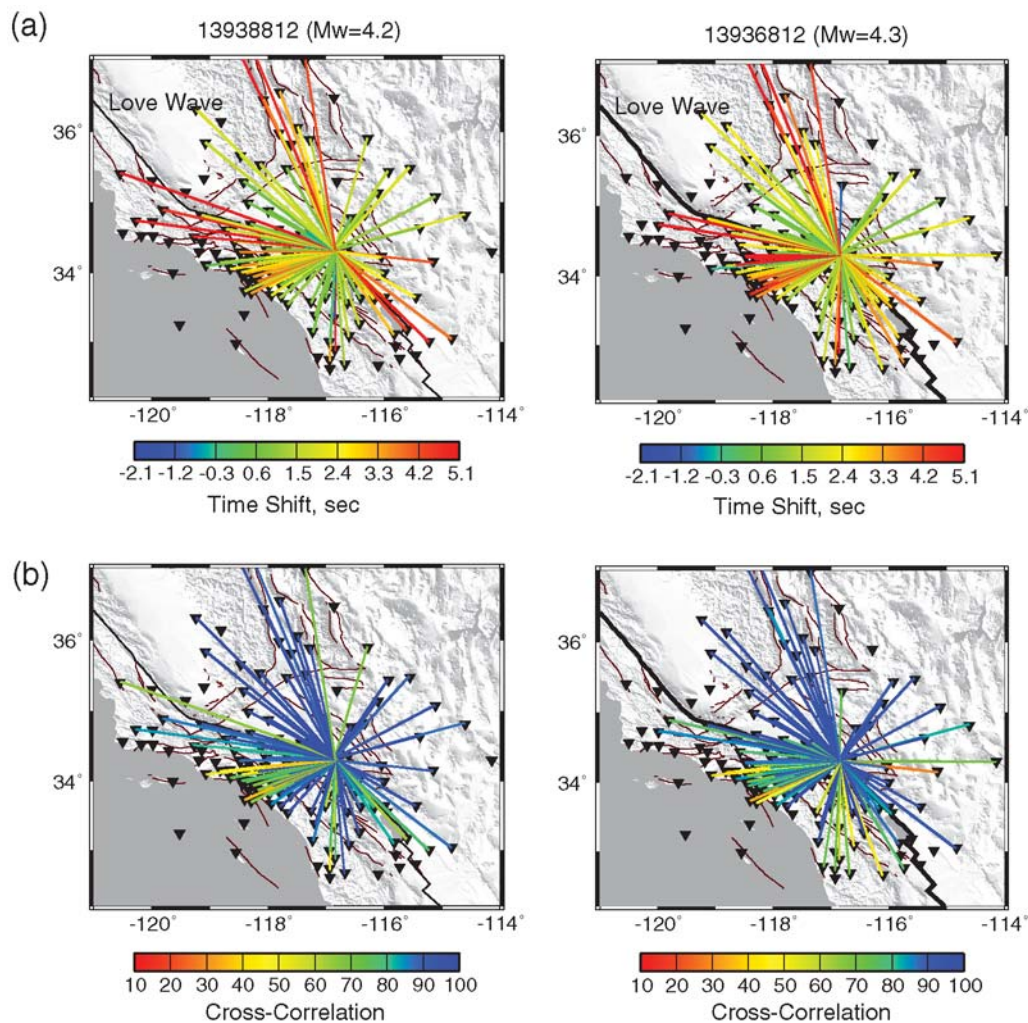 (a)
13938812 (Mw=4.2)
13936812 (Mw=4.3)
Love Wave
Love Wave
36°
36°
34°
34°
-120° -118° -116° -114°
-120° -118° -116° -114°
-2.1 -1.2 -0.3 0.6 1.5 2.4 3.3 4.2 5.1
-2.1 -1.2 -0.3 0.6 1.5 2.4 3.3 4.2 5.1
Time Shift, sec
Time Shift, sec
(b)
36°
36°
34°
34°
-120° -118° -116° -114°
-120° -118° -116° -114°
10 20 30 40 50 60 70 80 90 100
10 20 30 40 50 60 70 80 90 100
Cross-Correlation
Cross-Correlation